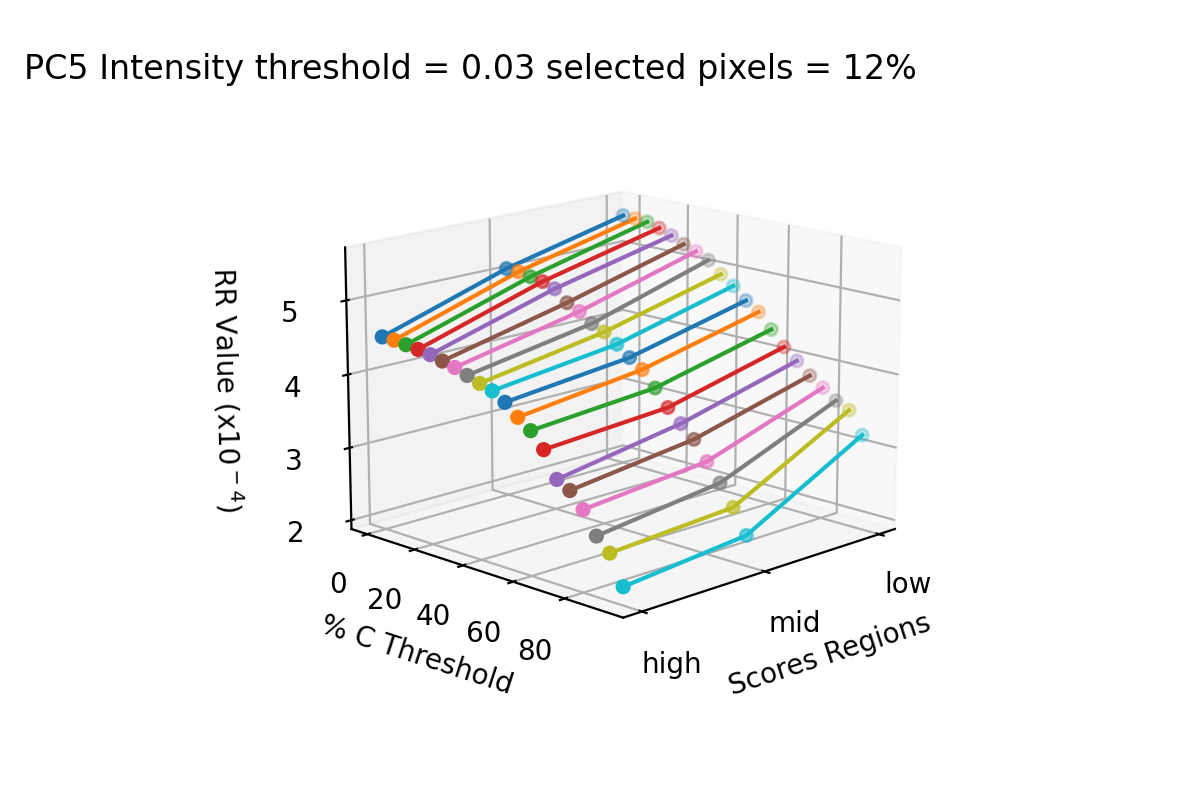 PC5 Intensity threshold = 0.03 selected pixels = 12%
RR Value (x10⁻⁴)
5
4
3
2
0
20
40
60
80
% C Threshold
high
mid
low
Scores Regions